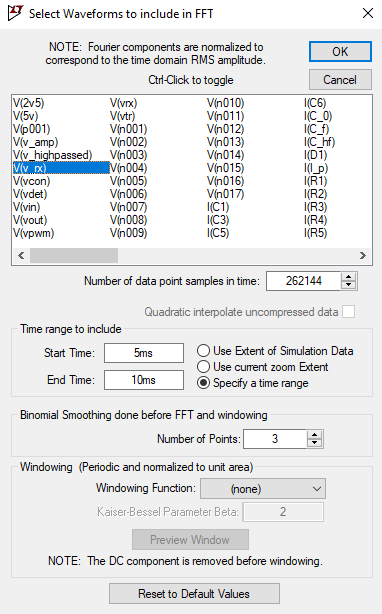 Select Waveforms to include in FFT
NOTE: Fourier components are normalized to
correspond to the time domain RMS amplitude.
OK
Ctrl-Click to toggle
Cancel
V(2v5) V(vrx) V(n010) I(C6)
V(5v) V(vtr) V(n011) I(C_0)
V(p001) V(n001) V(n012) I(C_f)
V(v_amp) V(n002) V(n013) I(C_hf)
V(v_highpassed) V(n003) V(n014) I(D1)
V(v_rx) V(n004) V(n015) I(I_p)
V(vcon) V(n005) V(n016) I(R1)
V(vdet) V(n006) V(n017) I(R2)
V(vin) V(n007) I(C1) I(R3)
V(vout) V(n008) I(C3) I(R4)
V(vpwm) V(n009) I(C5) I(R5)
Number of data point samples in time: 262144
Quadratic interpolate uncompressed data
Time range to include
Start Time: 5ms
Use Extent of Simulation Data
Use current zoom Extent
End Time: 10ms
Specify a time range
Binomial Smoothing done before FFT and windowing
Number of Points: 3
Windowing (Periodic and normalized to unit area)
Windowing Function: (none)
Kaiser-Bessel Parameter Beta: 2
Preview Window
NOTE: The DC component is removed before windowing.
Reset to Default Values